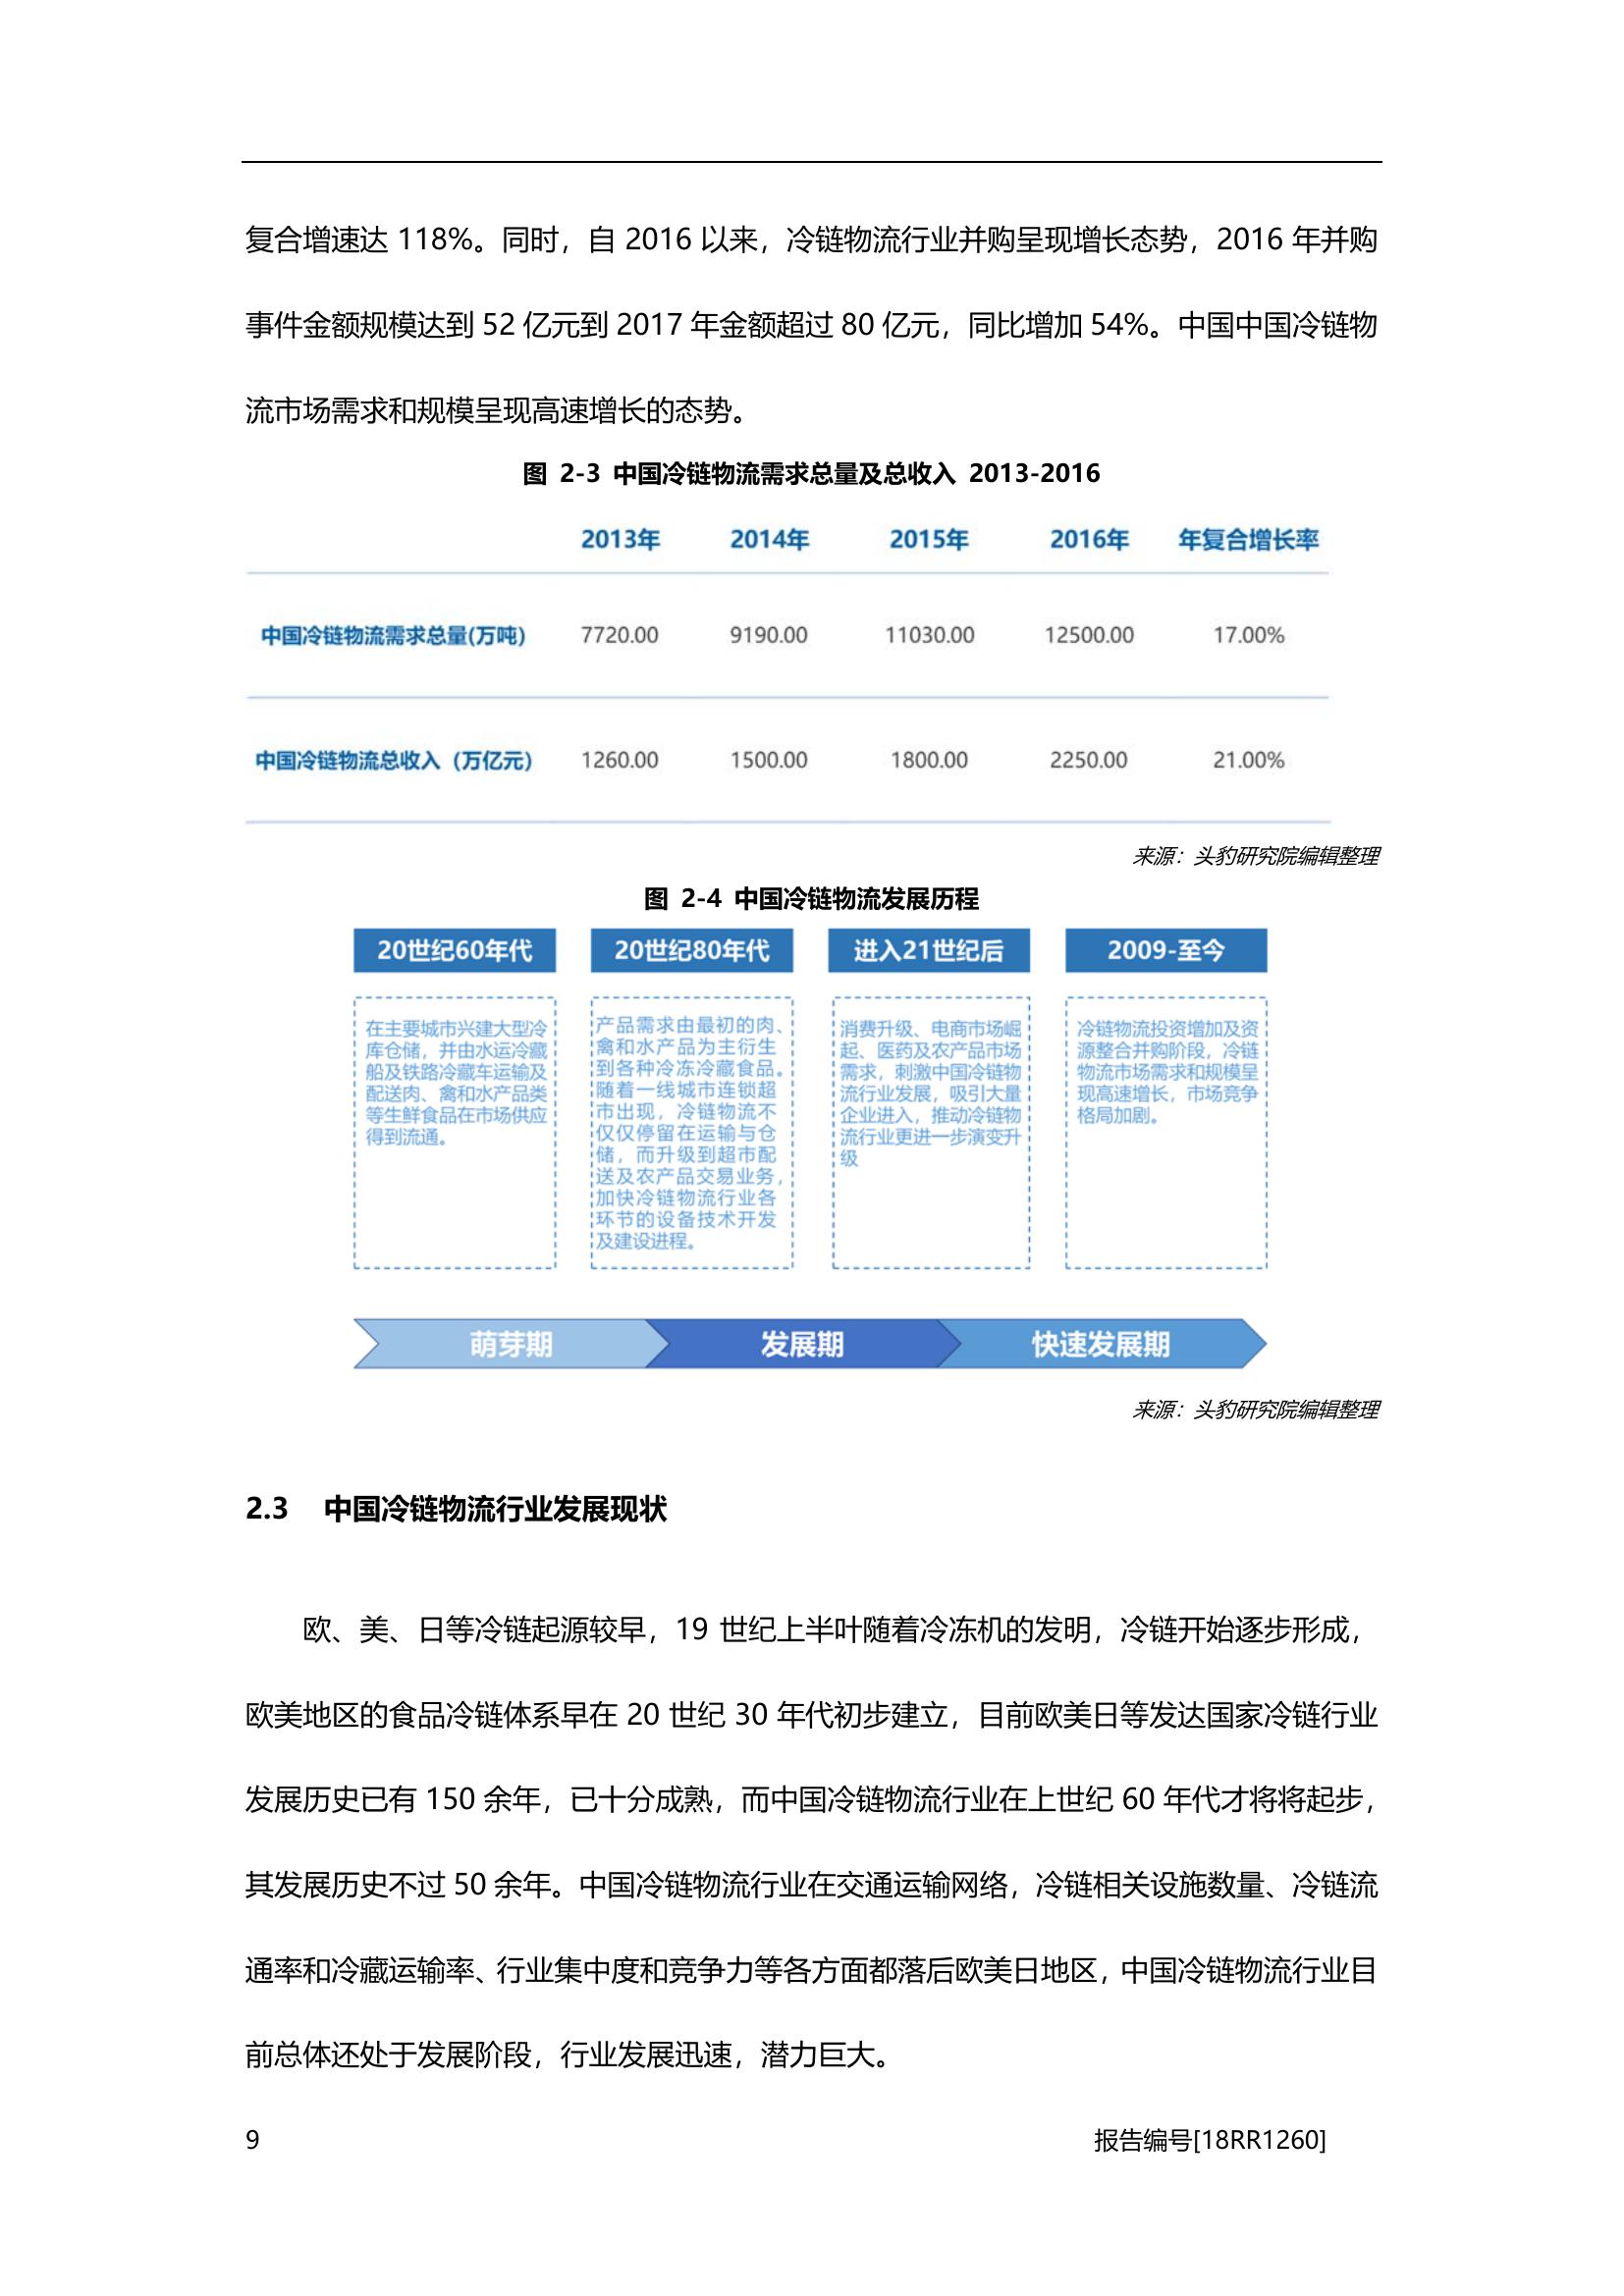 复合增速达 118%。同时，自 2016 以来，冷链物流行业并购呈现增长态势，2016 年并购
事件金额规模达到 52 亿元到 2017 年金额超过 80 亿元，同比增加 54%。中国中国冷链物
流市场需求和规模呈现高速增长的态势。
图 2-3 中国冷链物流需求总量及总收入 2013-2016
2013年 2014年 2015年 2016年 年复合增长率
中国冷链物流需求总量(万吨) 7720.00 9190.00 11030.00 12500.00 17.00%
中国冷链物流总收入（万亿元） 1260.00 1500.00 1800.00 2250.00 21.00%
来源：头豹研究院编辑整理
图 2-4 中国冷链物流发展历程
20世纪60年代
在主要城市兴建大型冷
库仓储，并由水运冷藏
船及铁路冷藏车运输及
配送肉、禽和水产品类
等生鲜食品在市场供应
得到流通。
20世纪80年代
产品需求由最初的肉、
禽和水产品为主衍生
到各种冷冻冷藏食品。
随着一线城市连锁超
市出现，冷链物流不
仅仅停留在运输与仓
储，而升级到超市配
送及农产品交易业务，
加快冷链物流行业各
环节的设备技术开发
及建设进程。
进入21世纪后
消费升级、电商市场崛
起、医药及农产品市场
需求，刺激中国冷链物
流行业发展，吸引大量
企业进入，推动冷链物
流行业更进一步演变升
级
2009-至今
冷链物流投资增加及资
源整合并购阶段，冷链
物流市场需求和规模呈
现高速增长，市场竞争
格局加剧。
萌芽期 发展期 快速发展期
来源：头豹研究院编辑整理
2.3 中国冷链物流行业发展现状
欧、美、日等冷链起源较早，19 世纪上半叶随着冷冻机的发明，冷链开始逐步形成，
欧美地区的食品冷链体系早在 20 世纪 30 年代初步建立，目前欧美日等发达国家冷链行业
发展历史已有 150 余年，已十分成熟，而中国冷链物流行业在上世纪 60 年代才将将起步，
其发展历史不过 50 余年。中国冷链物流行业在交通运输网络，冷链相关设施数量、冷链流
通率和冷藏运输率、行业集中度和竞争力等各方面都落后欧美日地区，中国冷链物流行业目
前总体还处于发展阶段，行业发展迅速，潜力巨大。
9 报告编号[18RR1260]